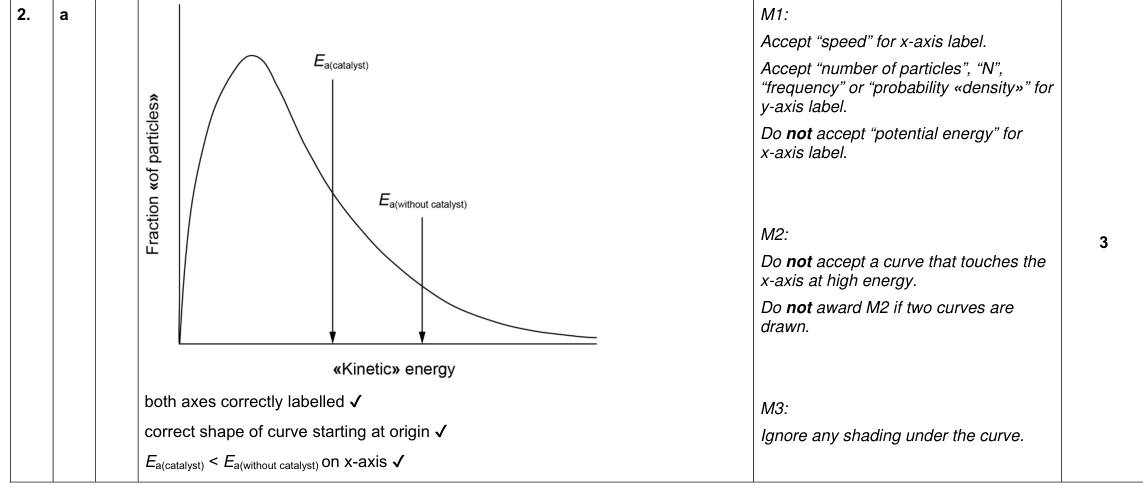 2.
a
E a(catalyst)
E a(without catalyst)
Fraction «of particles»
«Kinetic» energy
both axes correctly labelled ✓
correct shape of curve starting at origin ✓
E a(catalyst) < E a(without catalyst) on x-axis ✓
M1:
Accept “speed” for x-axis label.
Accept “number of particles”, “N”,
“frequency” or “probability «density»” for
y-axis label.
Do not accept “potential energy” for
x-axis label.
M2:
Do not accept a curve that touches the
x-axis at high energy.
Do not award M2 if two curves are
drawn.
M3:
Ignore any shading under the curve.
3